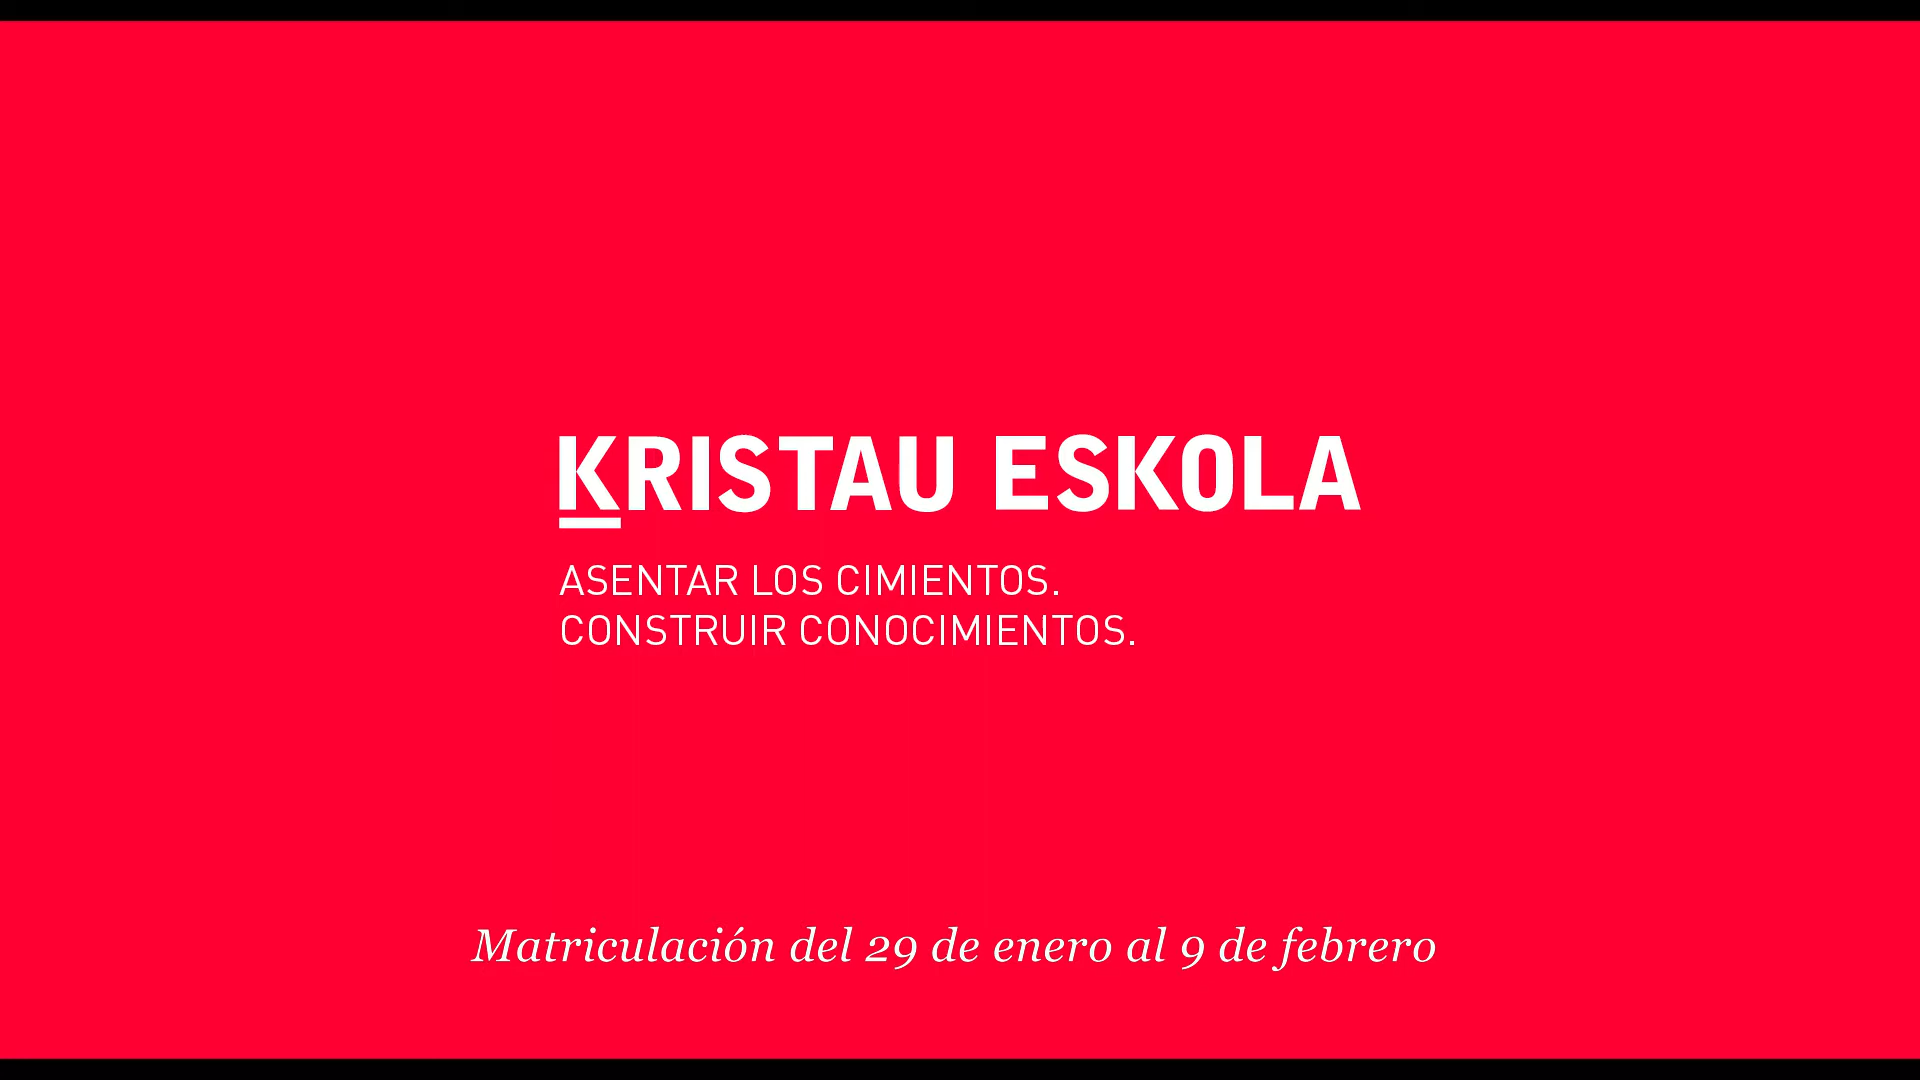 KRISTAU ESKOLA
ASENTAR LOS CIMIENTOS.
CONSTRUIR CONOCIMIENTOS.
Matriculación del 29 de enero al 9 de febrero